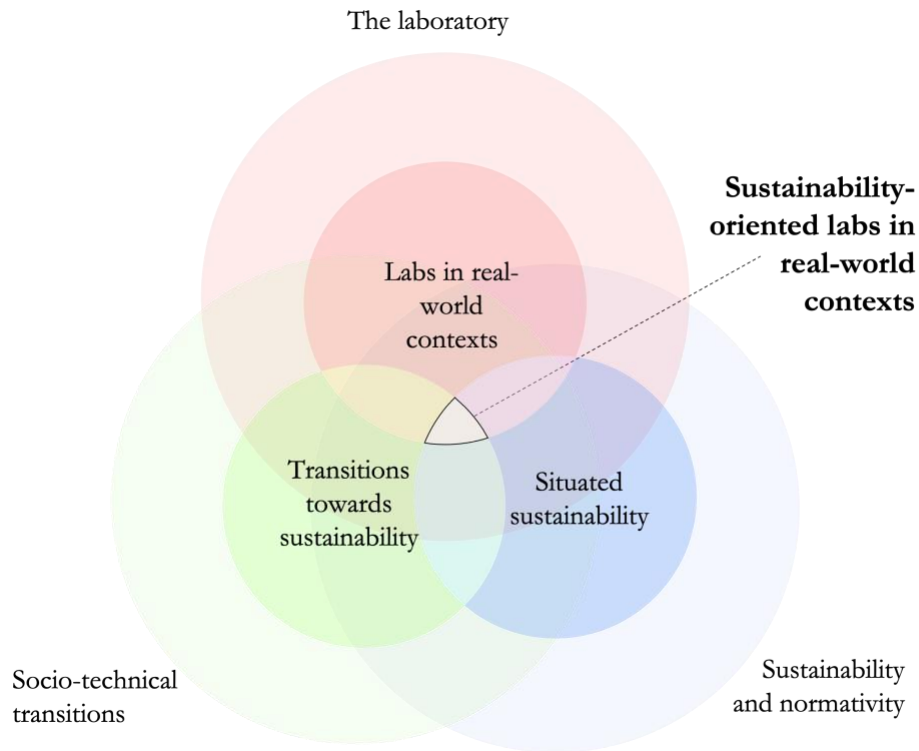 The laboratory
Sustainability-
oriented labs in
real-world
contexts
Labs in real-
world
contexts
Transitions
towards
sustainability
Situated
sustainability
Socio-technical
transitions
Sustainability
and normativity